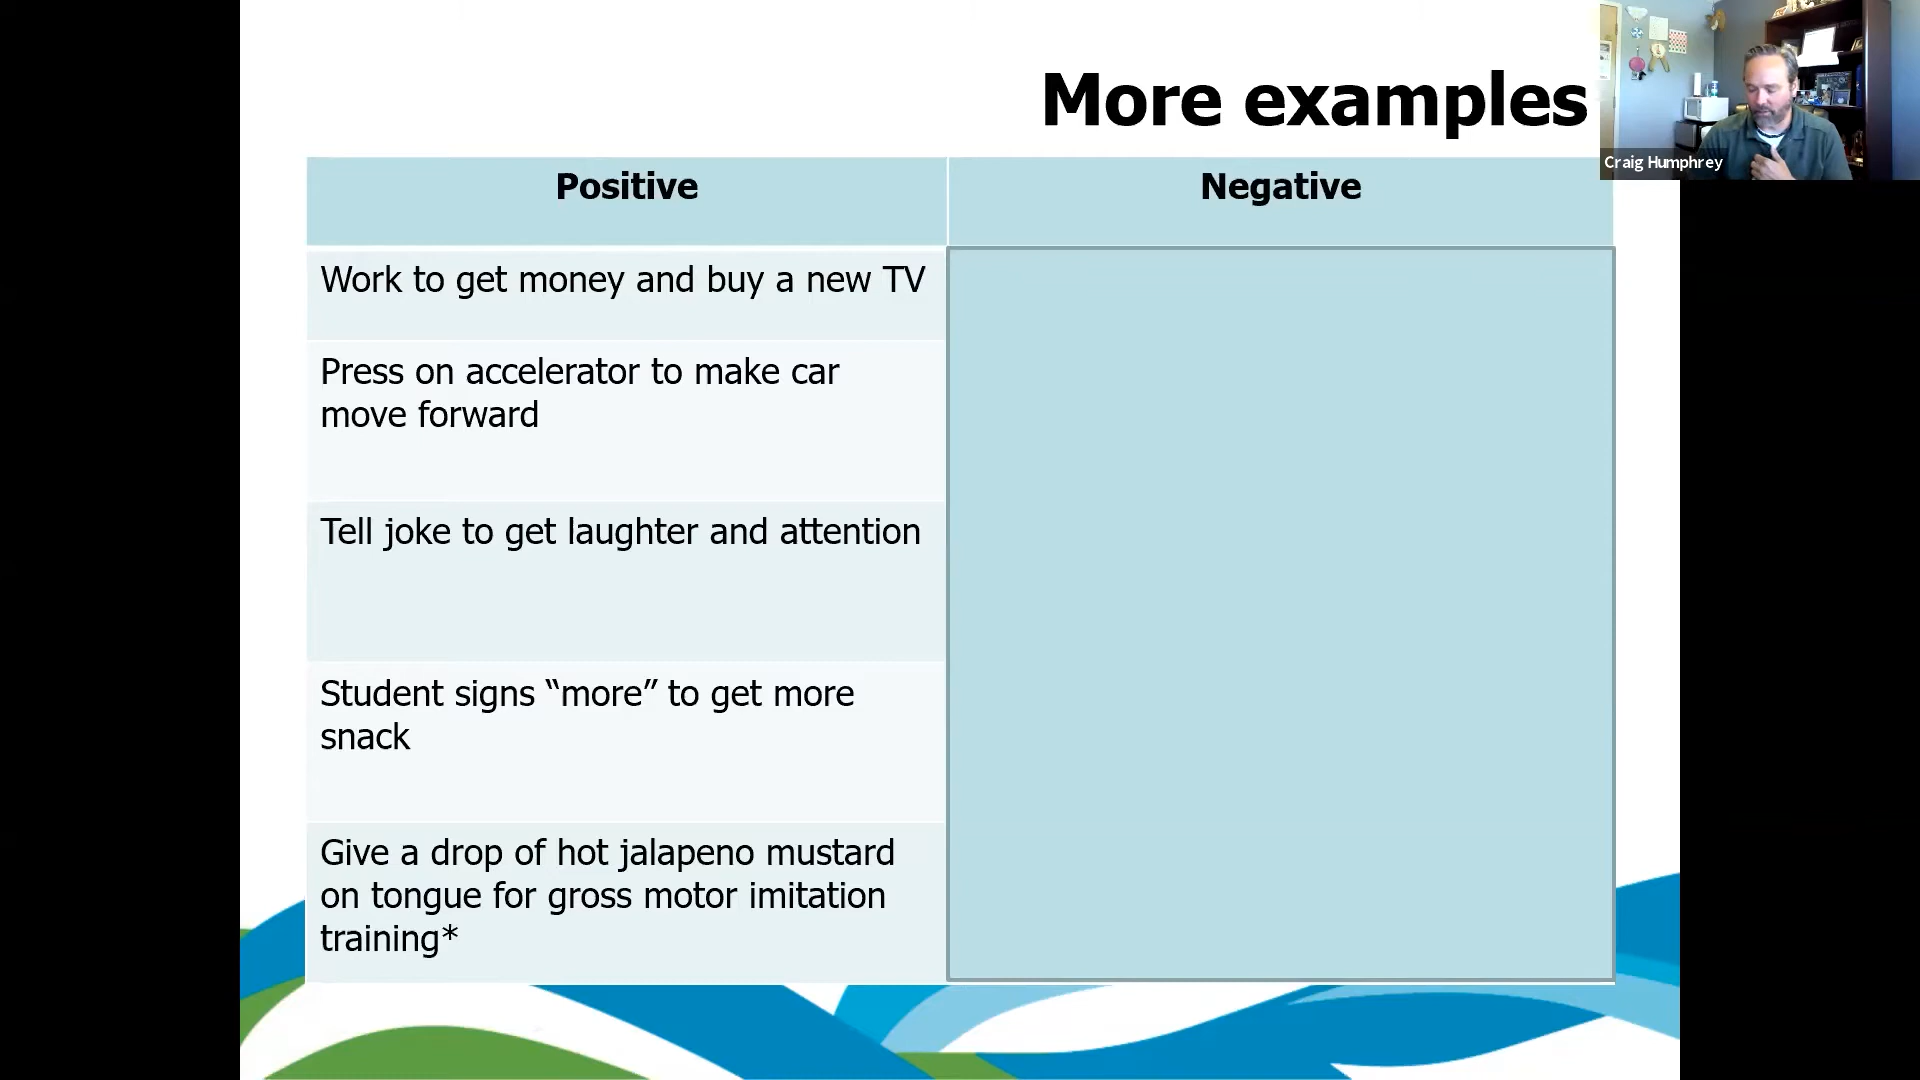 More examples
Craig Humphrey
Positive
Negative
Work to get money and buy a new TV
Press on accelerator to make car
move forward
Tell joke to get laughter and attention
Student signs “more” to get more
snack
Give a drop of hot jalapeno mustard
on tongue for gross motor imitation
training*